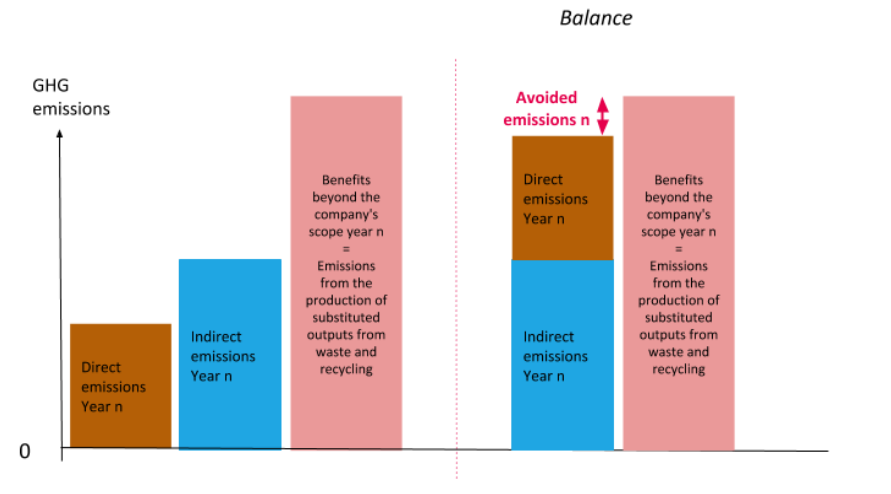 Balance
GHG
emissions
Avoided
emissions n
Benefits
beyond the
company's
scope year n
=
Emissions
from the
production of
substituted
outputs from
waste and
recycling
Direct
emissions
Year n
Benefits
beyond the
company's
scope year n
=
Emissions
from the
production of
substituted
outputs from
waste and
recycling
Indirect
emissions
Year n
Direct
emissions
Year n
Indirect
emissions
Year n
0